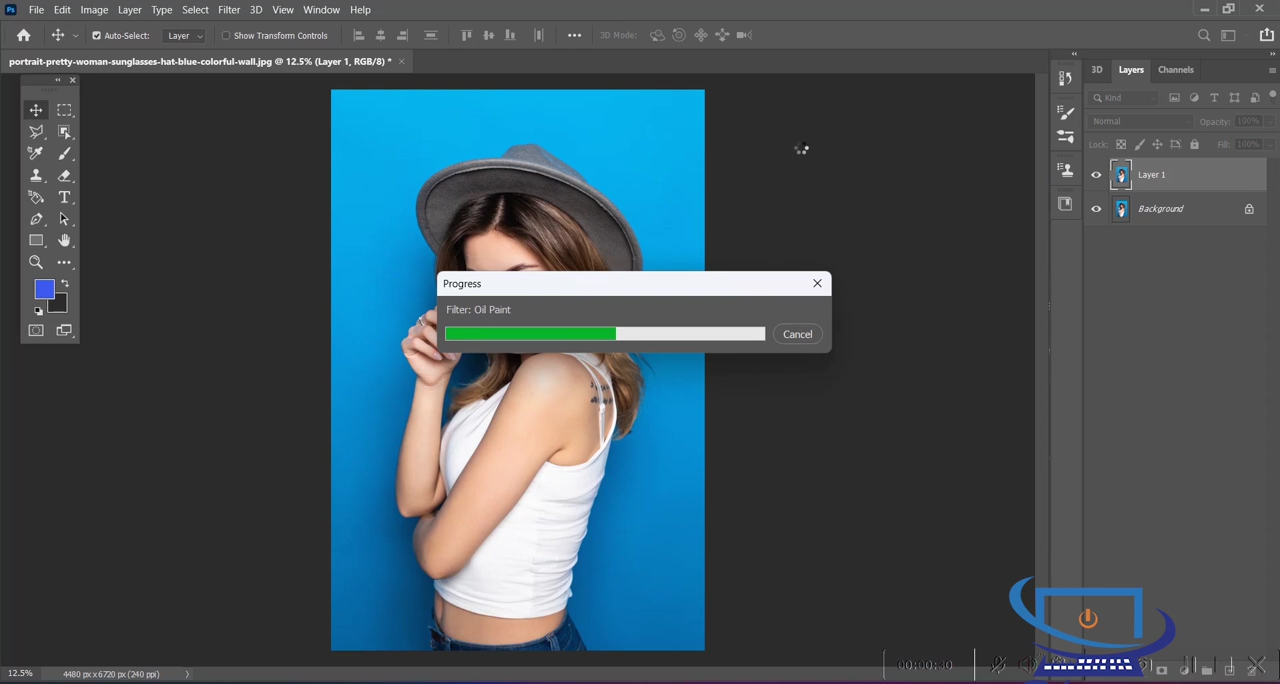 Ps File Edit Image Layer Type Select Filter 3D View Window Help
Auto-Select: Layer Show Transform Controls 3D Mode:
portrait-pretty-woman-sunglasses-hat-blue-colorful-wall.jpg @ 12.5% (Layer 1, RGB/8) *
3D Layers Channels
Kind
Normal Opacity: 100%
Lock: Fill: 100%
Layer 1
Background
Progress
Filter: Oil Paint
Cancel
12.5% 4480 px x 6720 px (240 ppi)
00:00:30